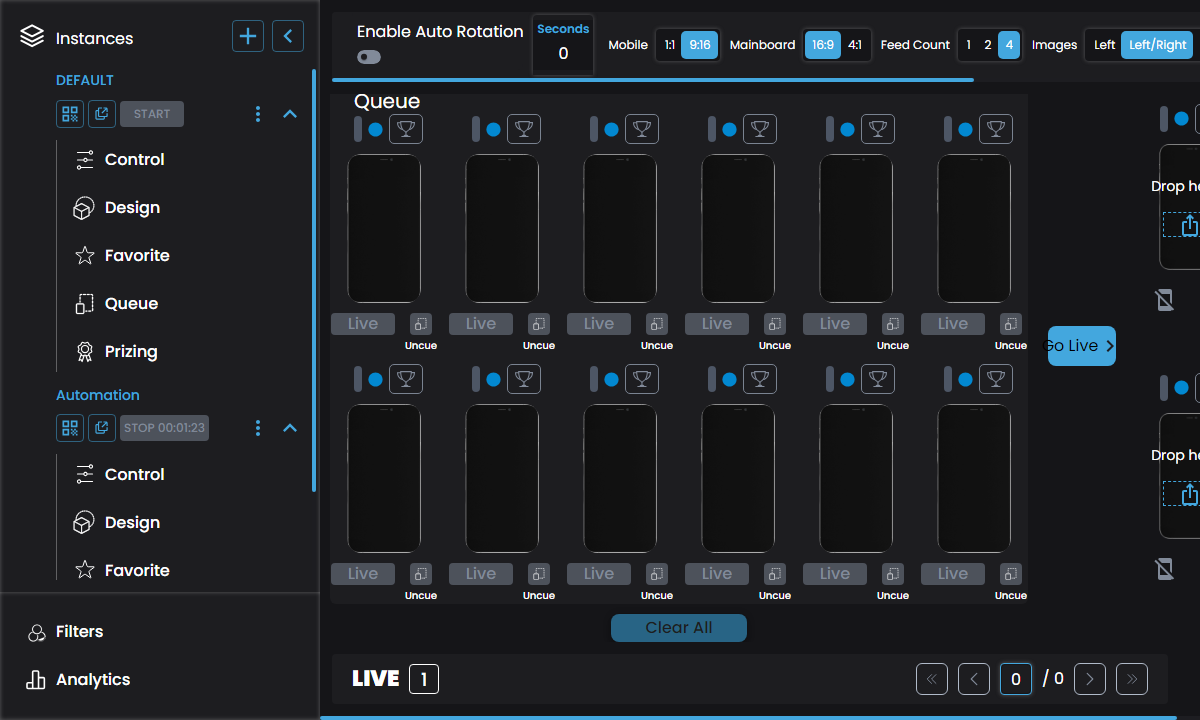 Instances
DEFAULT
START
Control
Design
Favorite
Queue
Prizing
Automation
STOP 00:01:23
Control
Design
Favorite
Filters
Analytics
Enable Auto Rotation
Seconds
0
Mobile 1:1 9:16 Mainboard 16:9 4:1 Feed Count 1 2 4 Images Left Left/Right
Queue
Live Live Live Live Live Live
Uncue Uncue Uncue Uncue Uncue Uncue
Live Live Live Live Live Live
Uncue Uncue Uncue Uncue Uncue Uncue
Clear All
Go Live
Drop he
Drop he
LIVE 1
0 / 0